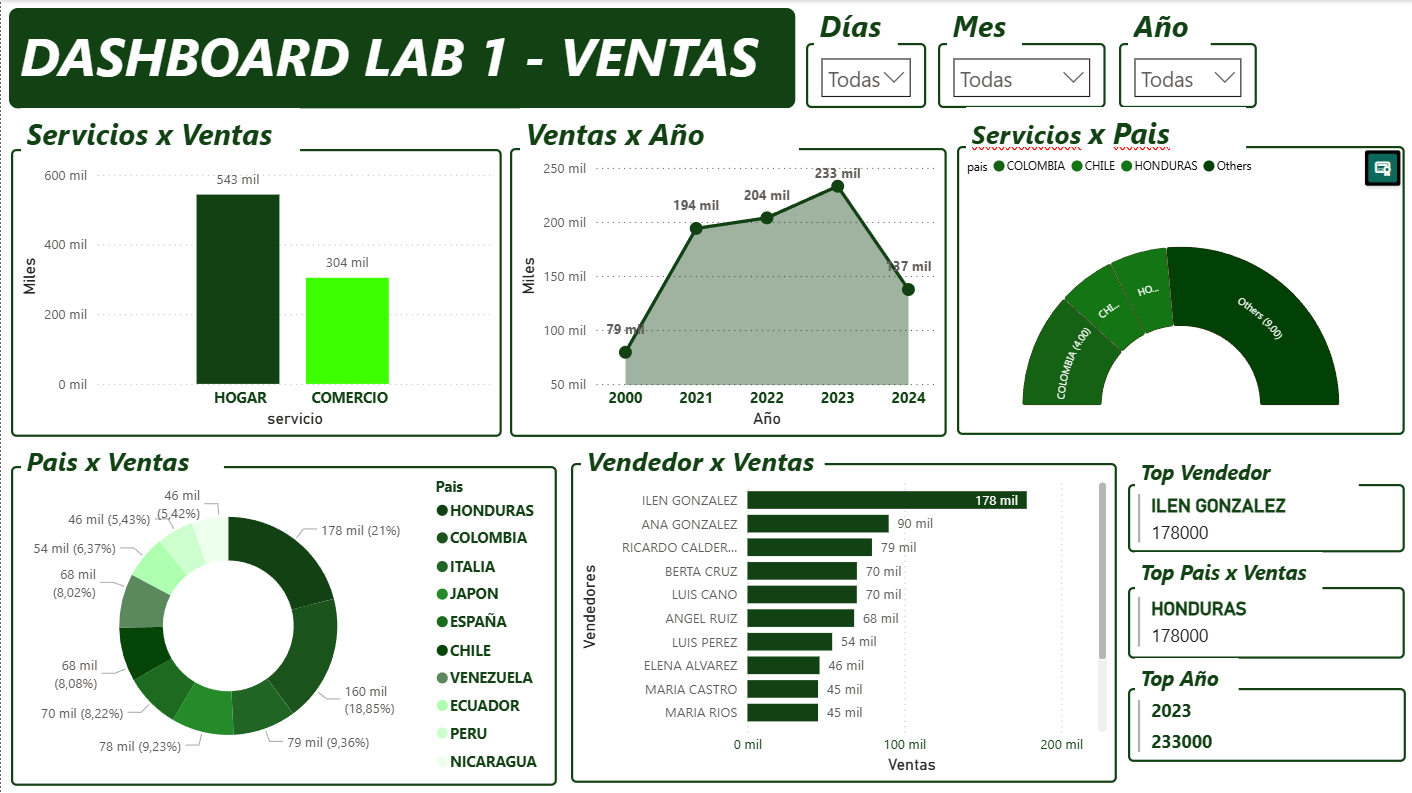 DASHBOARD LAB 1 - VENTAS
Días
Todas
Mes
Todas
Año
Todas
Servicios x Ventas
Miles
600 mil
400 mil
200 mil
0 mil
543 mil
304 mil
HOGAR
COMERCIO
servicio
Ventas x Año
Miles
250 mil
200 mil
150 mil
100 mil
50 mil
79 mil
194 mil
204 mil
233 mil
137 mil
2000
2021
2022
2023
2024
Año
Servicios x Pais
pais COLOMBIA CHILE HONDURAS Others
COLOMBIA (4.00)
CHI...
HO...
Others (9.00)
Pais x Ventas
178 mil (21%)
160 mil
(18,85%)
79 mil (9,36%)
78 mil (9,23%)
70 mil (8,22%)
68 mil
(8,08%)
68 mil
(8,02%)
54 mil (6,37%)
46 mil (5,43%)
46 mil
(5,42%)
Pais
HONDURAS
COLOMBIA
ITALIA
JAPON
ESPAÑA
CHILE
VENEZUELA
ECUADOR
PERU
NICARAGUA
Vendedor x Ventas
Vendedores
ILEN GONZALEZ 178 mil
ANA GONZALEZ 90 mil
RICARDO CALDER... 79 mil
BERTA CRUZ 70 mil
LUIS CANO 70 mil
ANGEL RUIZ 68 mil
LUIS PEREZ 54 mil
ELENA ALVAREZ 46 mil
MARIA CASTRO 45 mil
MARIA RIOS 45 mil
0 mil
100 mil
200 mil
Ventas
Top Vendedor
ILEN GONZALEZ
178000
Top Pais x Ventas
HONDURAS
178000
Top Año
2023
233000